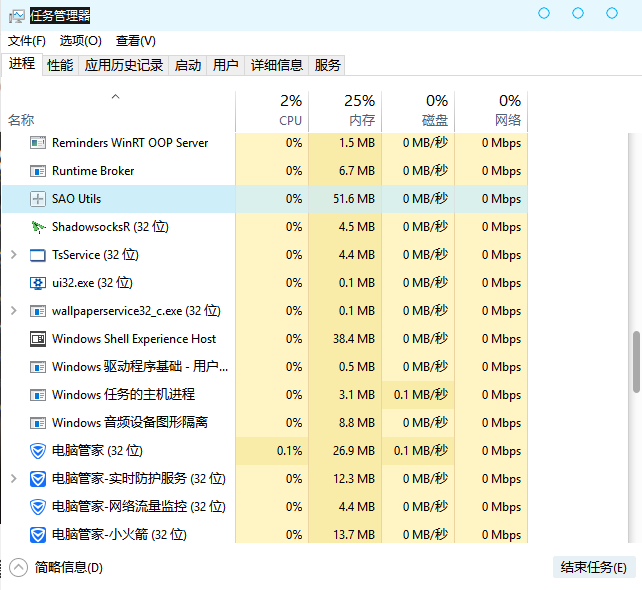 任务管理器
文件(F) 选项(O) 查看(V)
进程 性能 应用历史记录 启动 用户 详细信息 服务
2% 25% 0% 0%
名称 CPU 内存 磁盘 网络
Reminders WinRT OOP Server 0% 1.5 MB 0 MB/秒 0 Mbps
Runtime Broker 0% 6.7 MB 0 MB/秒 0 Mbps
SAO Utils 0% 51.6 MB 0 MB/秒 0 Mbps
ShadowsocksR (32 位) 0% 4.5 MB 0 MB/秒 0 Mbps
TsService (32 位) 0% 4.4 MB 0 MB/秒 0 Mbps
ui32.exe (32 位) 0% 0.1 MB 0 MB/秒 0 Mbps
wallpaperservice32_c.exe (32 位) 0% 0.1 MB 0 MB/秒 0 Mbps
Windows Shell Experience Host 0% 38.4 MB 0 MB/秒 0 Mbps
Windows 驱动程序基础 - 用户... 0% 0.5 MB 0 MB/秒 0 Mbps
Windows 任务的主机进程 0% 3.1 MB 0.1 MB/秒 0 Mbps
Windows 音频设备图形隔离 0% 8.8 MB 0 MB/秒 0 Mbps
电脑管家 (32 位) 0.1% 26.9 MB 0.1 MB/秒 0 Mbps
电脑管家-实时防护服务 (32 位) 0% 12.3 MB 0 MB/秒 0 Mbps
电脑管家-网络流量监控 (32 位) 0% 4.4 MB 0 MB/秒 0 Mbps
电脑管家-小火箭 (32 位) 0% 13.7 MB 0 MB/秒 0 Mbps
简略信息(D) 结束任务(E)